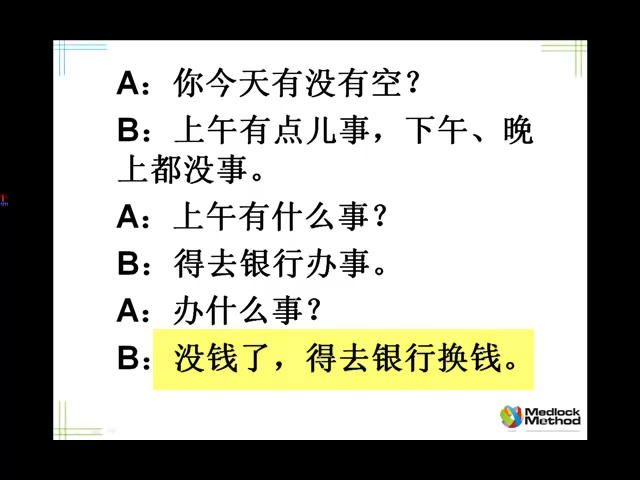 A：你今天有没有空？
B：上午有点儿事，下午、晚
上都没事。
A：上午有什么事？
B：得去银行办事。
A：办什么事？
B：没钱了，得去银行换钱。
Medlock
Method